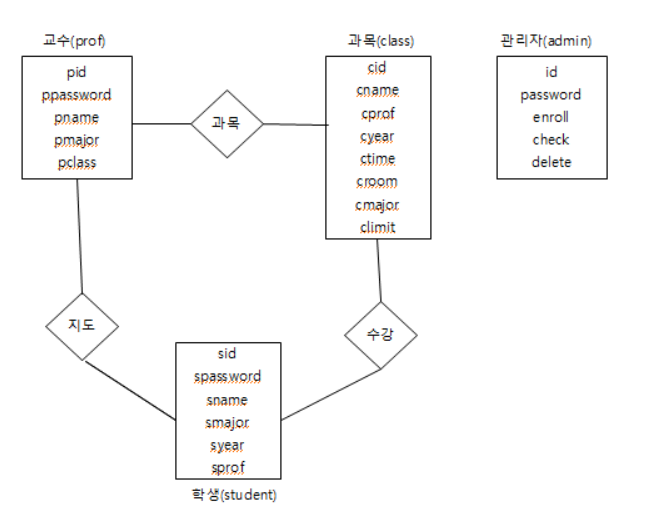 교수(prof)
pid
ppassword
pname
pmajor
pclass
과목
과목(class)
cid
cname
cprof
cyear
ctime
croom
cmajor
climit
관리자(admin)
id
password
enroll
check
delete
지도
수강
sid
spassword
sname
smajor
syear
sprof
학생(student)